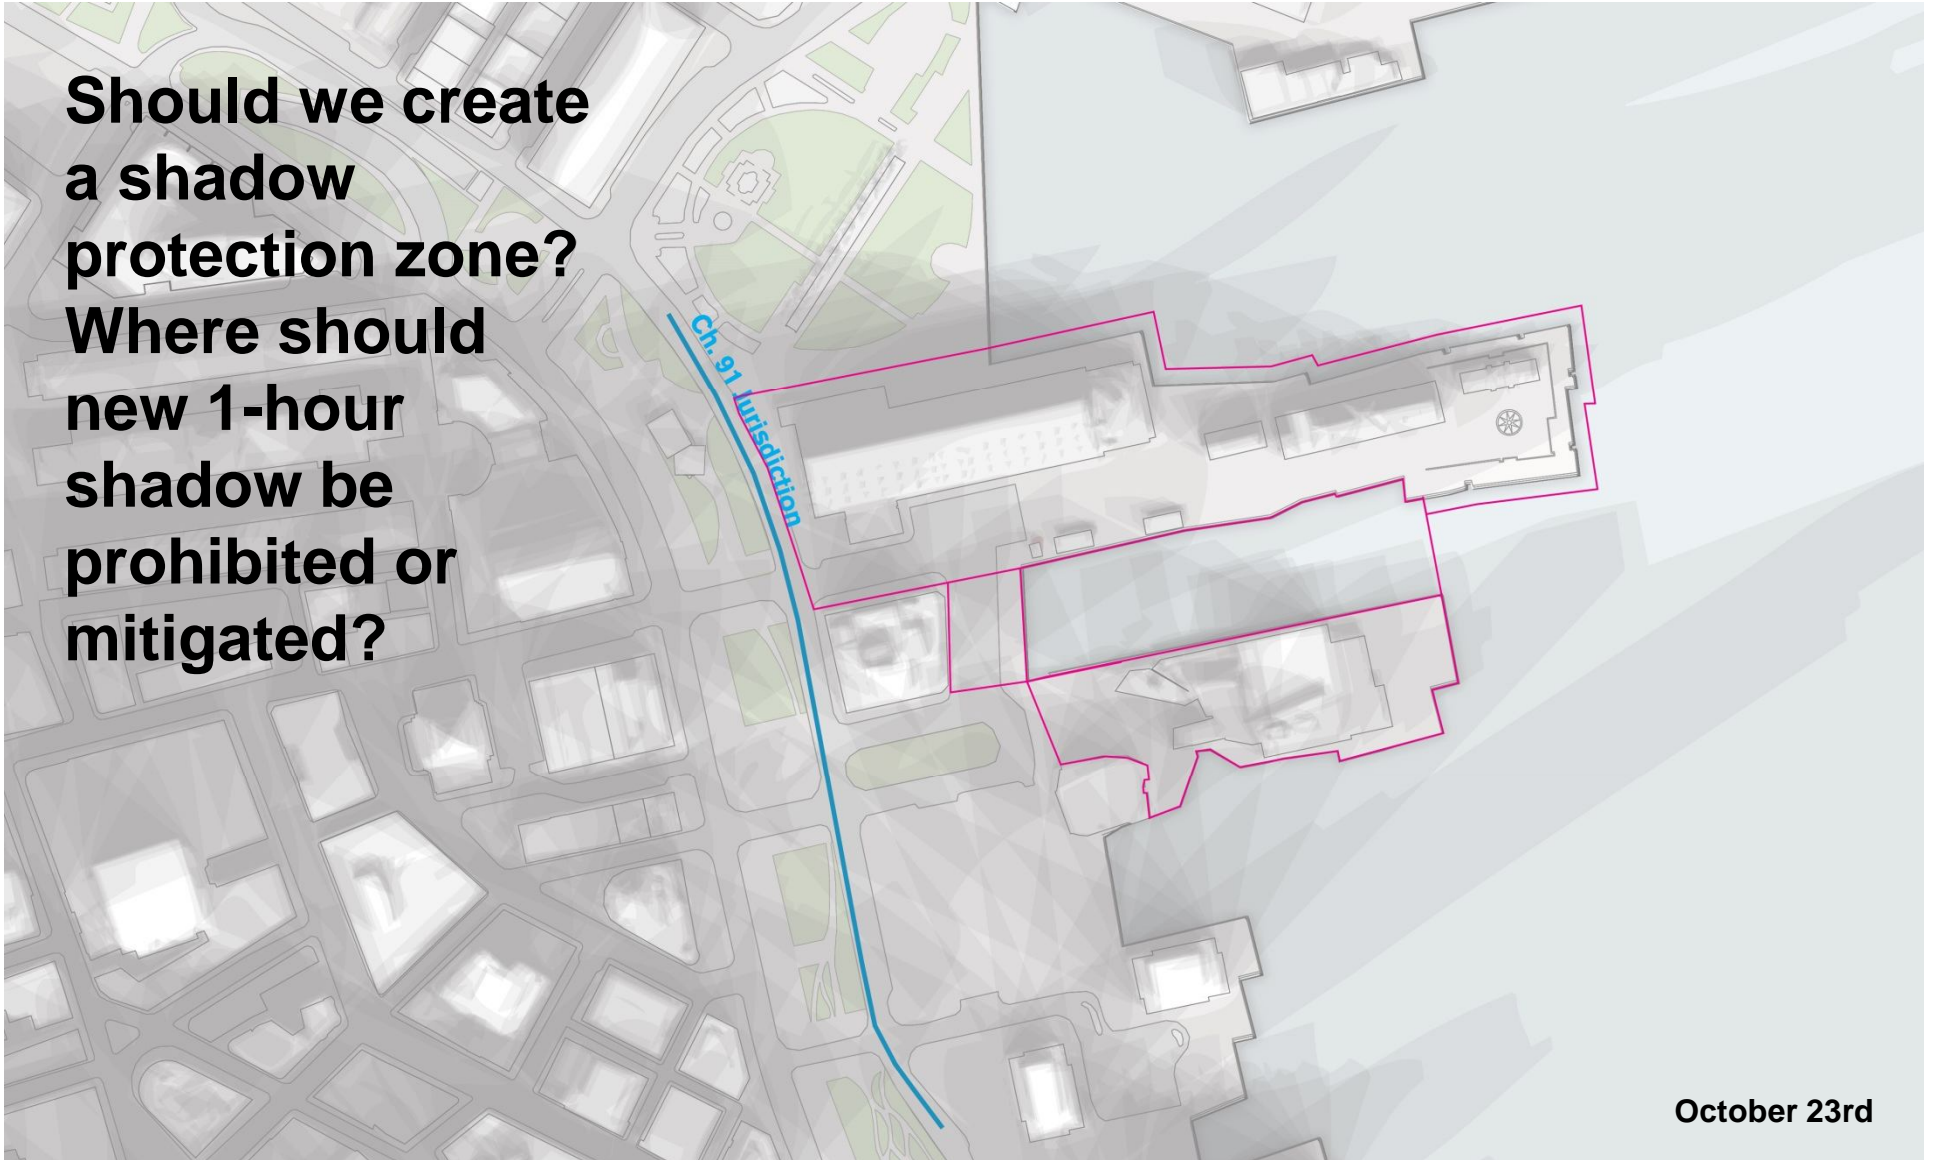 Should we create
a shadow
protection zone?
Where should
new 1-hour
shadow be
prohibited or
mitigated?
Ch. 91 Jurisdiction
October 23rd